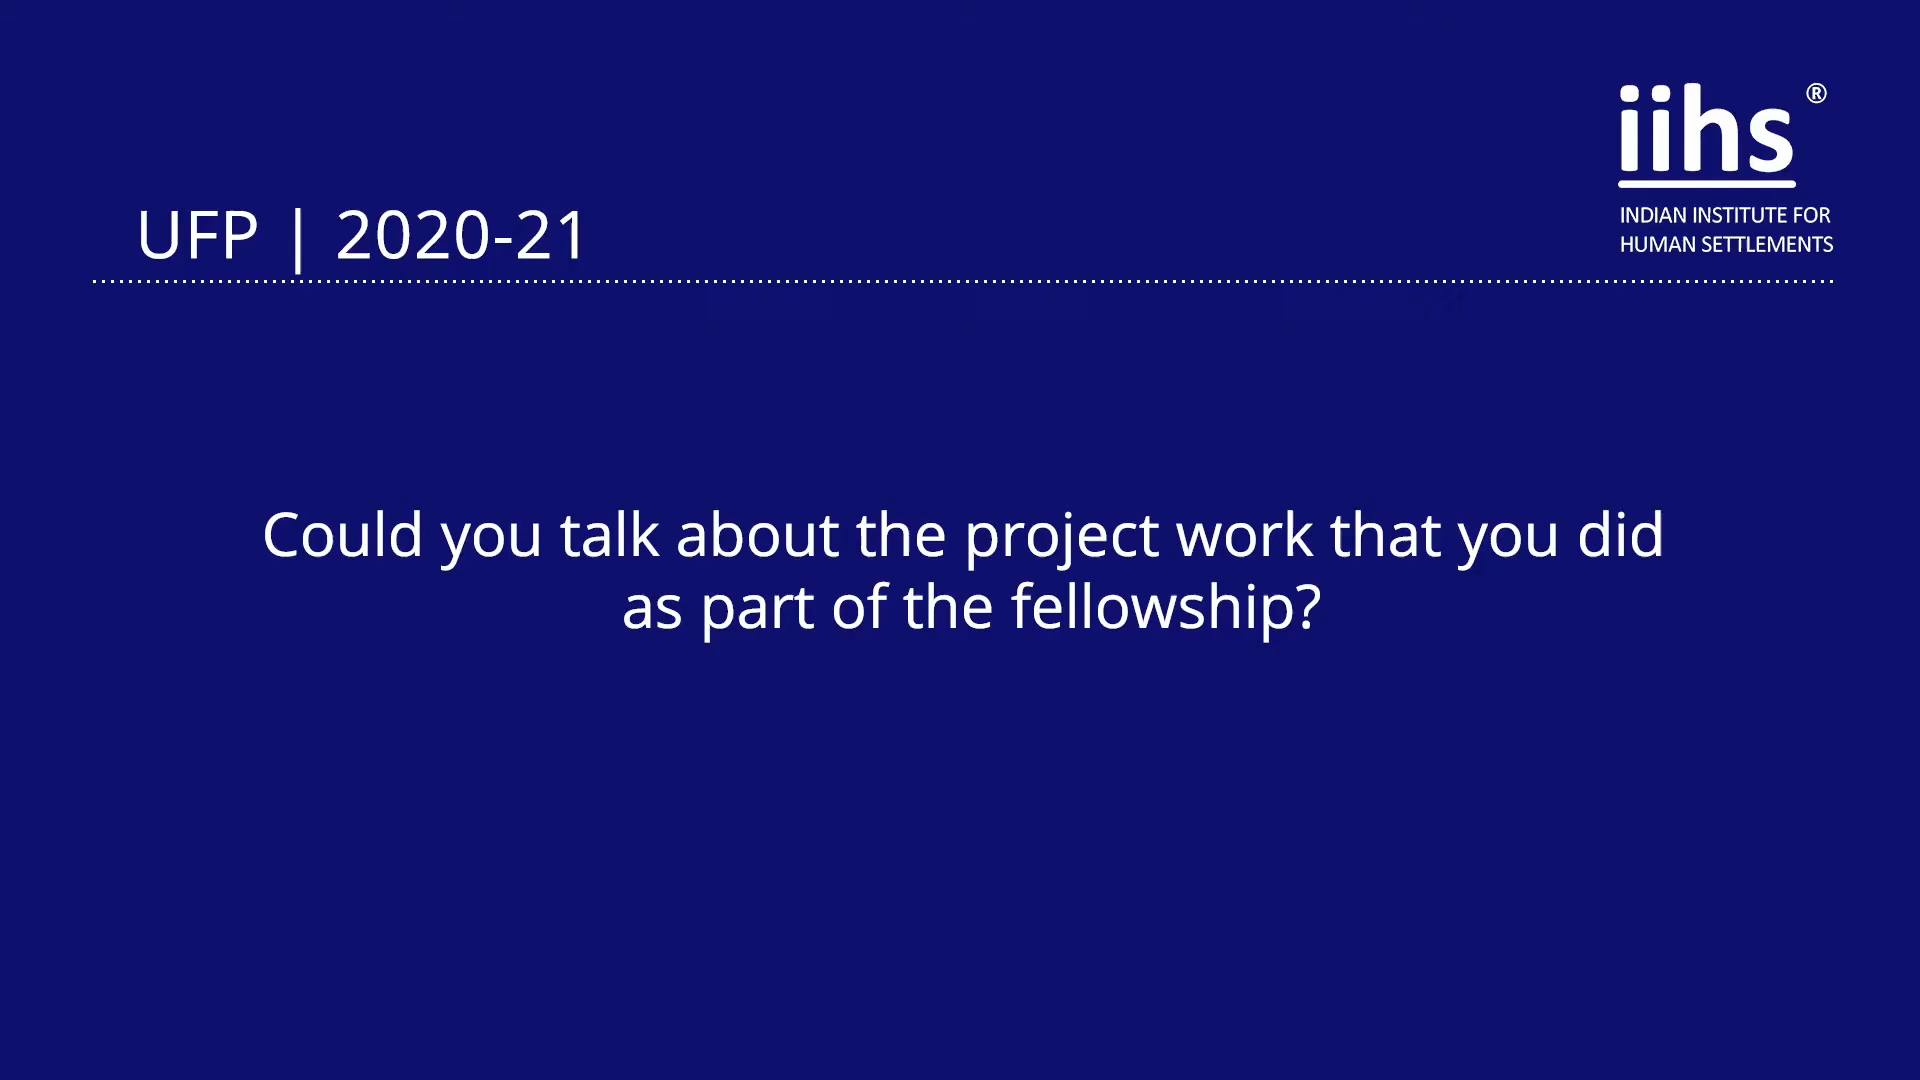 iihs®
INDIAN INSTITUTE FOR
HUMAN SETTLEMENTS
UFP | 2020-21
Could you talk about the project work that you did
as part of the fellowship?